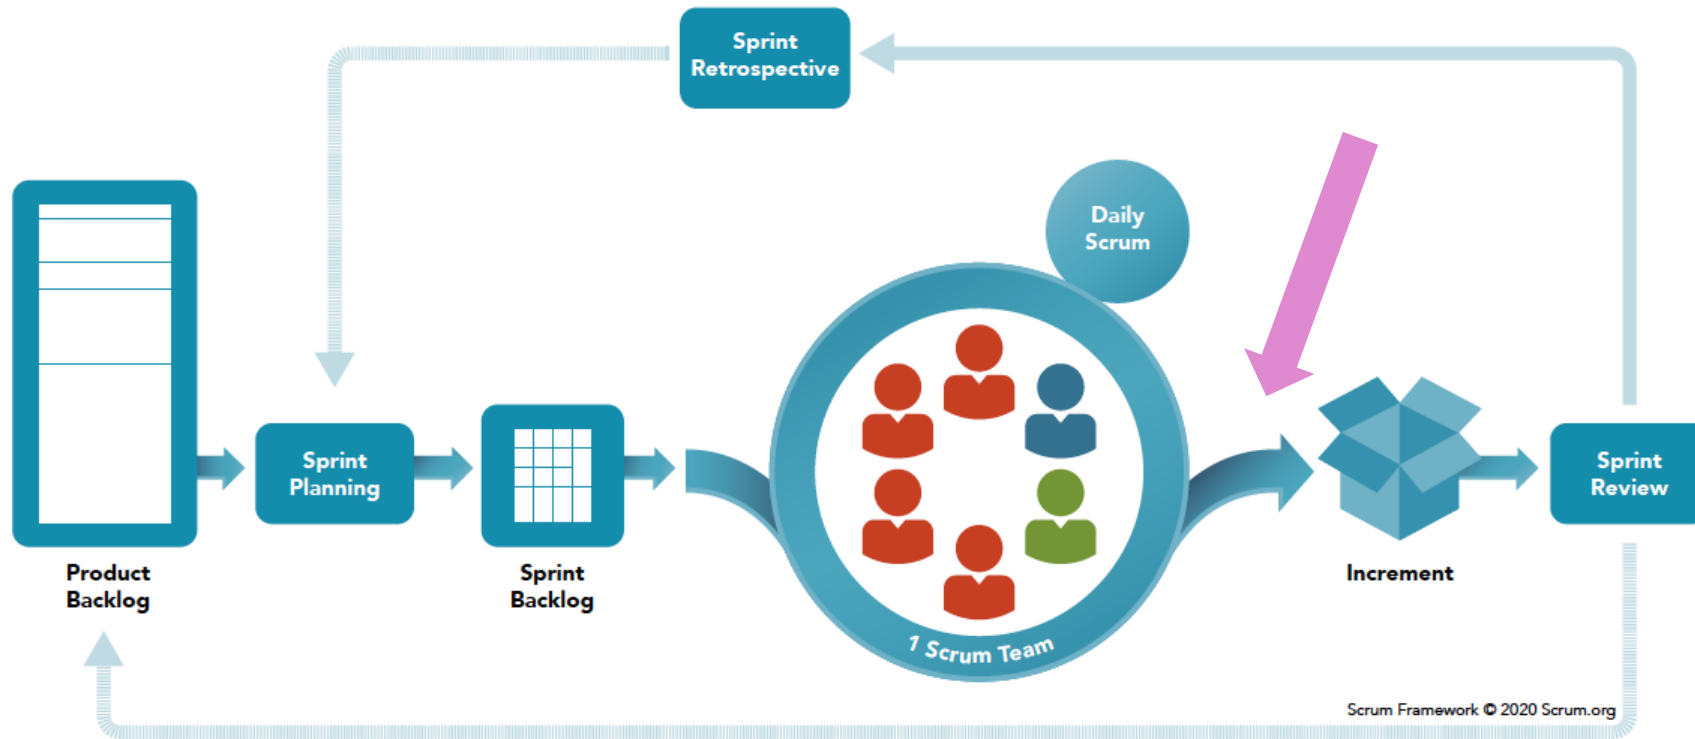 Sprint
Retrospective
Daily
Scrum
Sprint
Planning
Sprint
Review
Product
Backlog
Sprint
Backlog
Increment
1 Scrum Team
Scrum Framework © 2020 Scrum.org